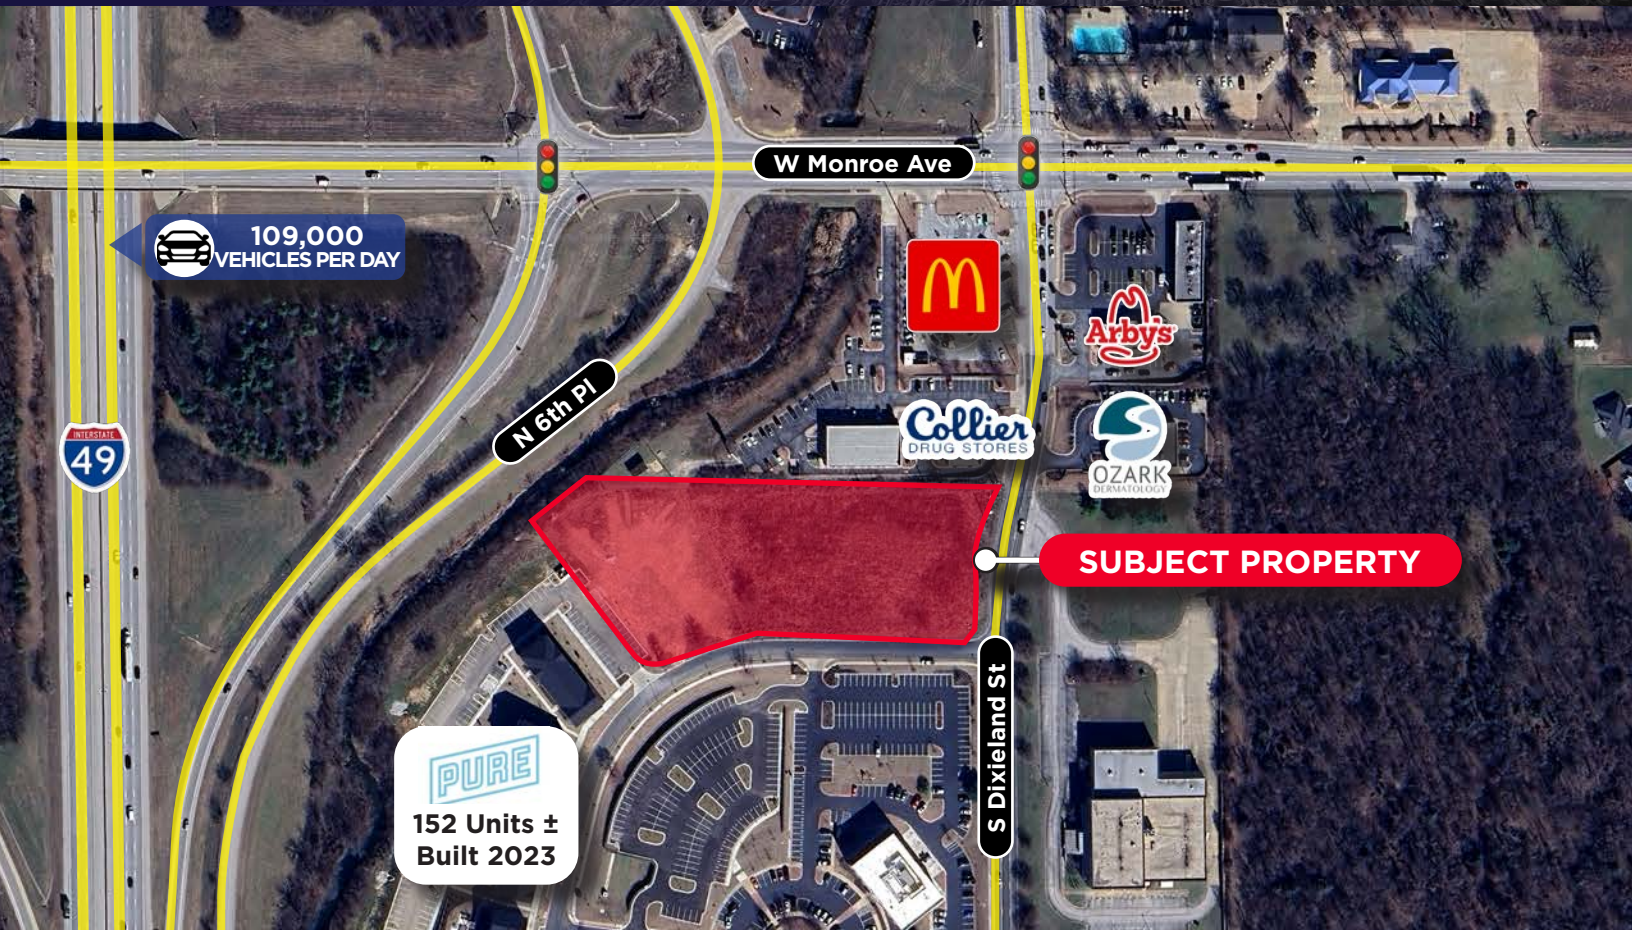 W Monroe Ave
109,000
VEHICLES PER DAY
Arby's
N 6th Pl
Collier
DRUG STORES
INTERSTATE
49
OZARK
DERMATOLOGY
SUBJECT PROPERTY
S Dixieland St
PURE
152 Units ±
Built 2023